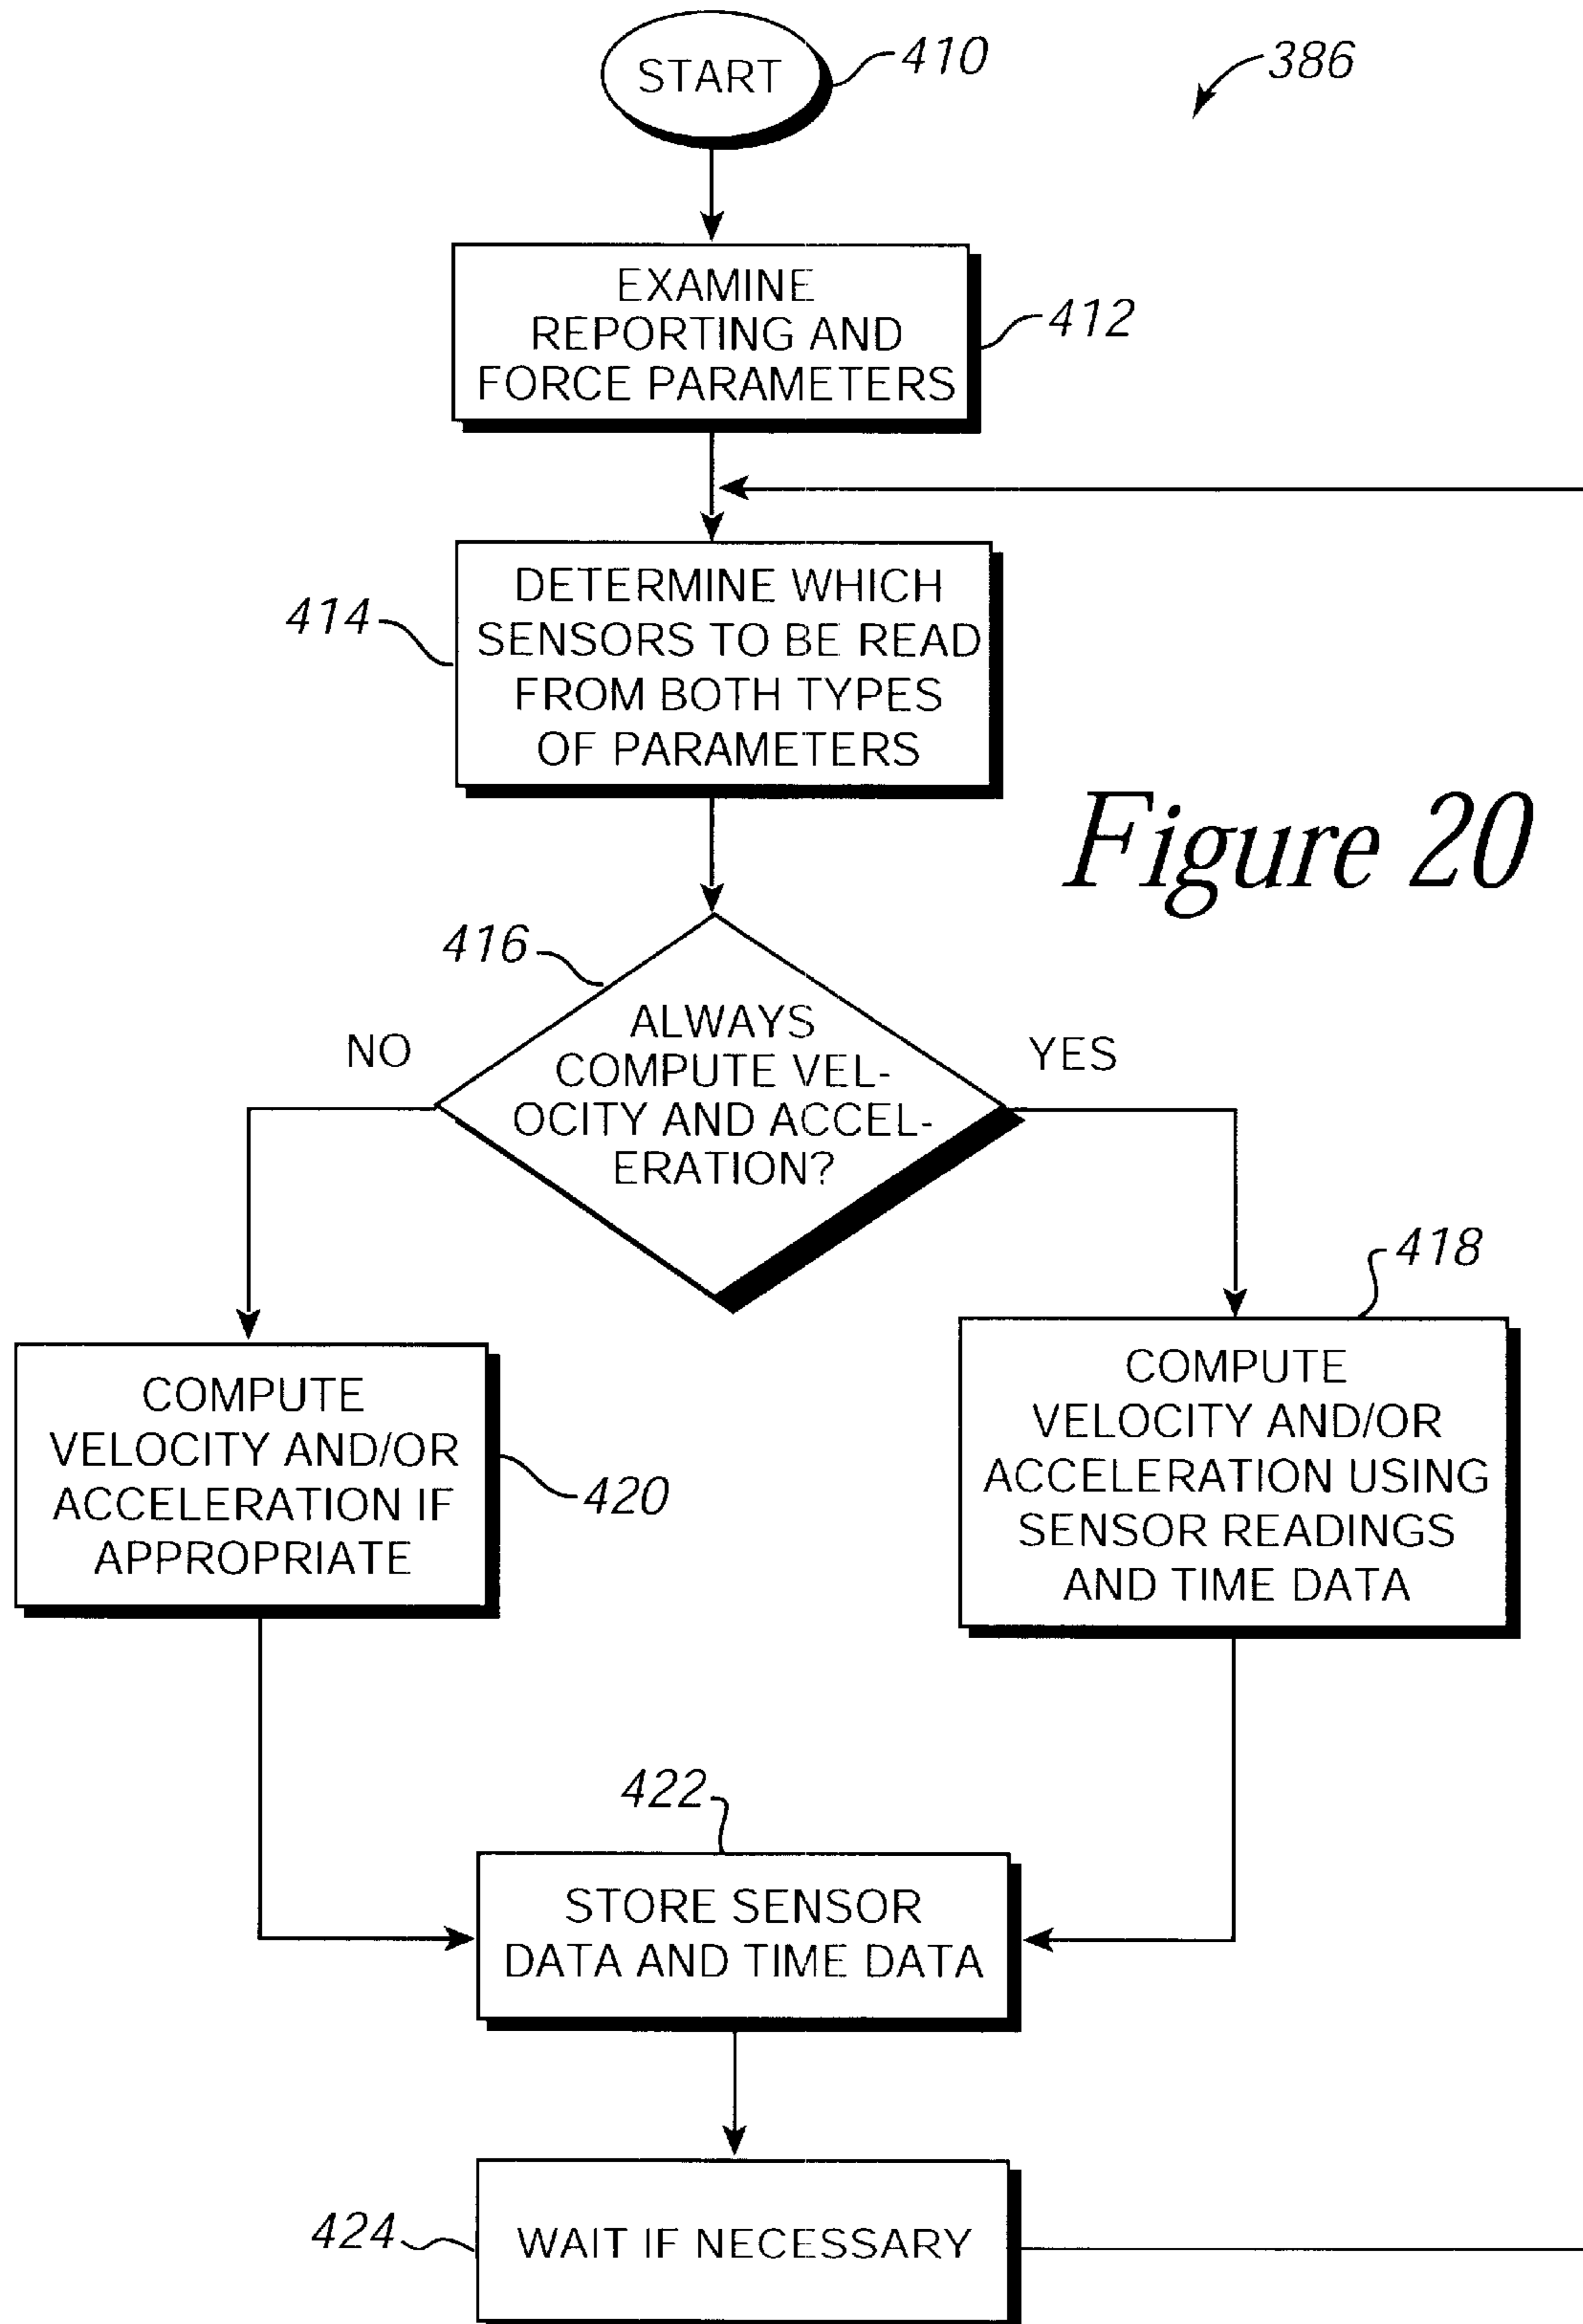 START
410
386
EXAMINE
REPORTING AND
FORCE PARAMETERS
412
414
DETERMINE WHICH
SENSORS TO BE READ
FROM BOTH TYPES
OF PARAMETERS
Figure 20
416
ALWAYS
COMPUTE VEL-
OCITY AND ACCEL-
ERATION?
NO
YES
418
COMPUTE
VELOCITY AND/OR
ACCELERATION IF
APPROPRIATE
420
COMPUTE
VELOCITY AND/OR
ACCELERATION USING
SENSOR READINGS
AND TIME DATA
422
STORE SENSOR
DATA AND TIME DATA
424
WAIT IF NECESSARY